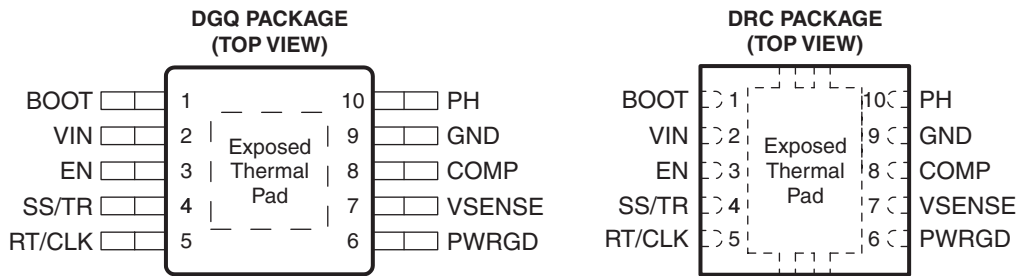 DGQ PACKAGE
(TOP VIEW)
BOOT 1 10 PH
VIN 2 9 GND
EN 3 8 COMP
SS/TR 4 7 VSENSE
RT/CLK 5 6 PWRGD
Exposed
Thermal
Pad
DRC PACKAGE
(TOP VIEW)
BOOT 1 10 PH
VIN 2 9 GND
EN 3 8 COMP
SS/TR 4 7 VSENSE
RT/CLK 5 6 PWRGD
Exposed
Thermal
Pad